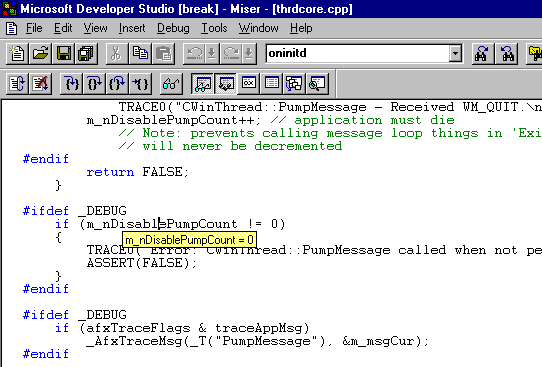 Microsoft Developer Studio [break] - Miser - [thrdcore.cpp]
File Edit View Insert Debug Tools Window Help
oninitd
TRACE0("CWinThread::PumpMessage - Received WM_QUIT.\n
m_nDisablePumpCount++; // application must die
// Note: prevents calling message loop things in 'Exi
// will never be decremented
#endif
return FALSE;
}
#ifdef _DEBUG
if (m_nDisablePumpCount != 0)
{
m_nDisablePumpCount = 0
TRACE0("Error: CWinThread::PumpMessage called when not pe
ASSERT(FALSE);
}
#endif
#ifdef _DEBUG
if (afxTraceFlags & traceAppMsg)
_AfxTraceMsg(_T("PumpMessage"), &m_msgCur);
#endif